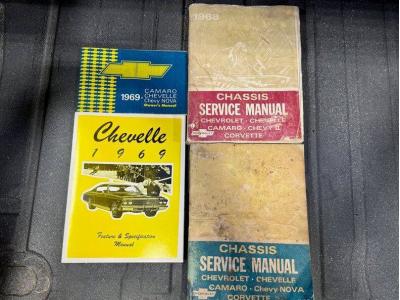 1969
CAMARO
CHEVELLE
Chevy NOVA
Owner's Manual
Chevelle
1969
Feature & Specification
Manual
1968
CHASSIS
SERVICE MANUAL
CHEVROLET - CHEVELLE
CAMARO - CHEVY II
CORVETTE
CHASSIS
SERVICE MANUAL
CHEVROLET - CHEVELLE
CAMARO - Chevy NOVA
CORVETTE